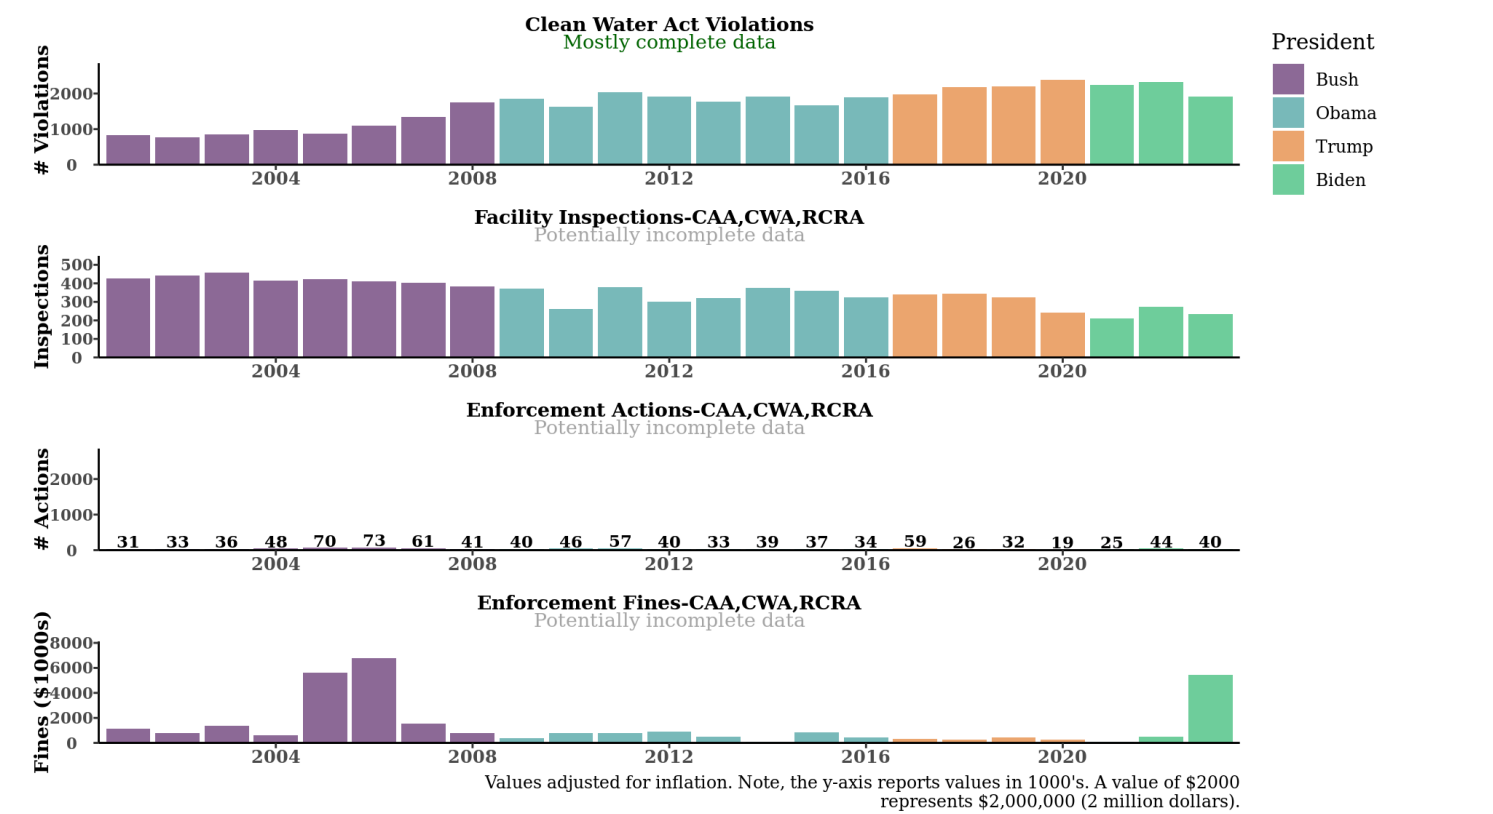 Clean Water Act Violations
Mostly complete data
# Violations
2000
1000
0
2004 2008 2012 2016 2020
President
Bush
Obama
Trump
Biden
Facility Inspections-CAA,CWA,RCRA
Potentially incomplete data
Inspections
500
400
300
200
100
0
2004 2008 2012 2016 2020
Enforcement Actions-CAA,CWA,RCRA
Potentially incomplete data
# Actions
2000
1000
0
31 33 36 48 70 73 61 41 40 46 57 40 33 39 37 34 59 26 32 19 25 44 40
2004 2008 2012 2016 2020
Enforcement Fines-CAA,CWA,RCRA
Potentially incomplete data
Fines ($1000s)
8000
6000
4000
2000
0
2004 2008 2012 2016 2020
Values adjusted for inflation. Note, the y-axis reports values in 1000's. A value of $2000
represents $2,000,000 (2 million dollars).